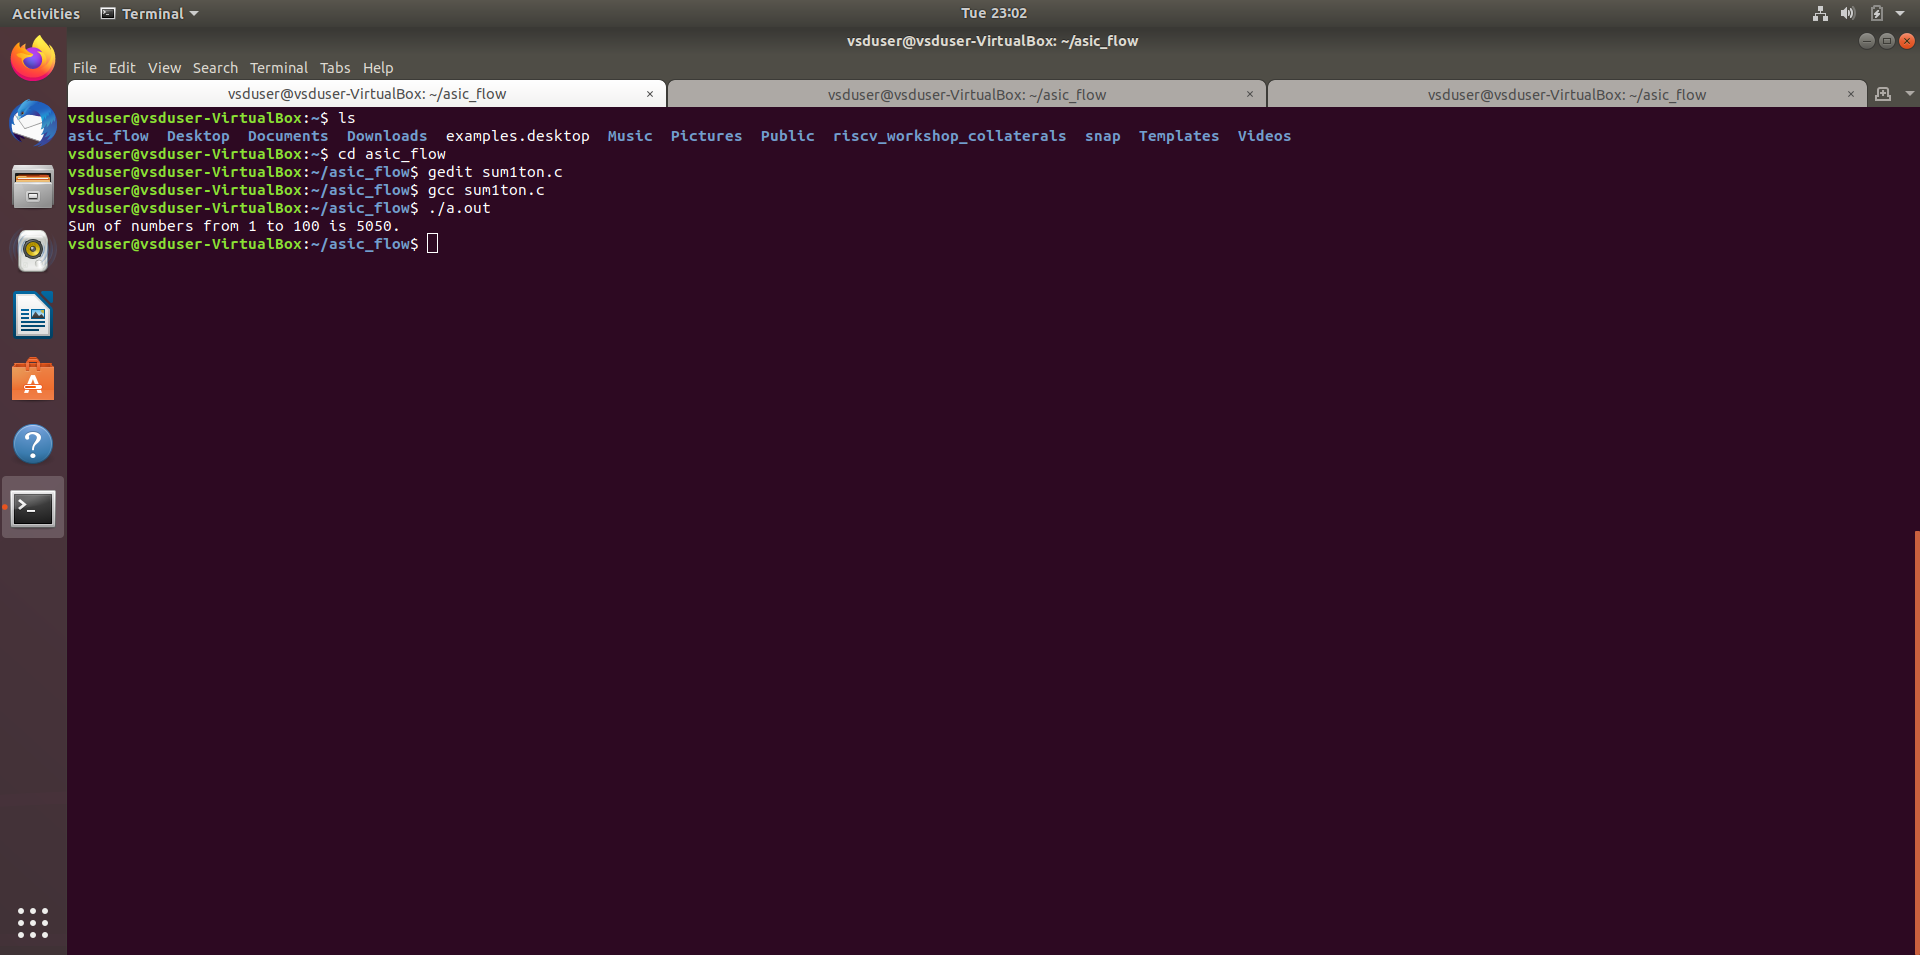 Activities Terminal Tue 23:02
vsduser@vsduser-VirtualBox: ~/asic_flow
File Edit View Search Terminal Tabs Help
vsduser@vsduser-VirtualBox: ~/asic_flow × vsduser@vsduser-VirtualBox: ~/asic_flow × vsduser@vsduser-VirtualBox: ~/asic_flow ×
vsduser@vsduser-VirtualBox:~$ ls
asic_flow Desktop Documents Downloads examples.desktop Music Pictures Public riscv_workshop_collaterals snap Templates Videos
vsduser@vsduser-VirtualBox:~$ cd asic_flow
vsduser@vsduser-VirtualBox:~/asic_flow$ gedit sum1ton.c
vsduser@vsduser-VirtualBox:~/asic_flow$ gcc sum1ton.c
vsduser@vsduser-VirtualBox:~/asic_flow$ ./a.out
Sum of numbers from 1 to 100 is 5050.
vsduser@vsduser-VirtualBox:~/asic_flow$